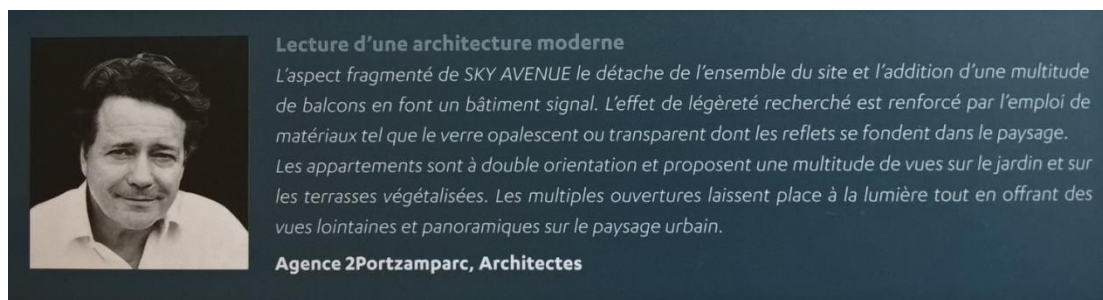 Lecture d'une architecture moderne
L'aspect fragmenté de SKY AVENUE le détache de l'ensemble du site et l'addition d'une multitude
de balcons en font un bâtiment signal. L'effet de légèreté recherché est renforcé par l'emploi de
matériaux tel que le verre opalescent ou transparent dont les reflets se fondent dans le paysage.
Les appartements sont à double orientation et proposent une multitude de vues sur le jardin et sur
les terrasses végétalisées. Les multiples ouvertures laissent place à la lumière tout en offrant des
vues lointaines et panoramiques sur le paysage urbain.
Agence 2Portzamparc, Architectes